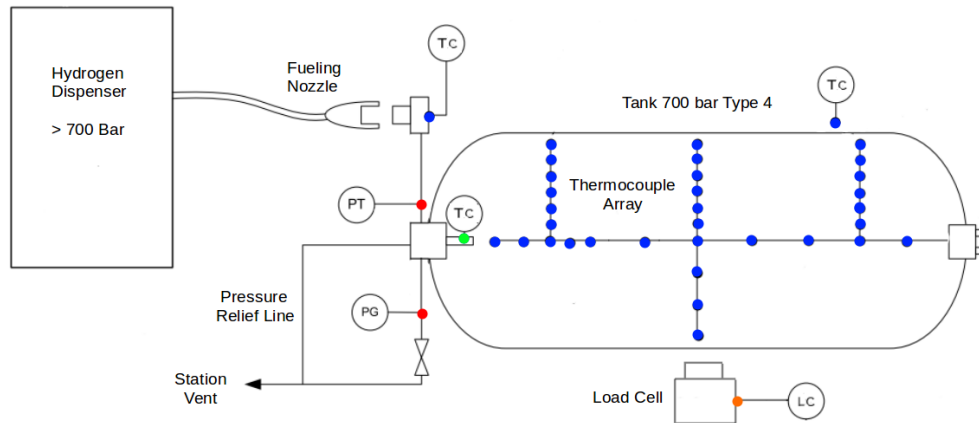 Hydrogen
Dispenser
> 700 Bar
Fueling
Nozzle
TC
Tank 700 bar Type 4
TC
Thermocouple
Array
PT
TC
Pressure
Relief Line
PG
Station
Vent
Load Cell
LC